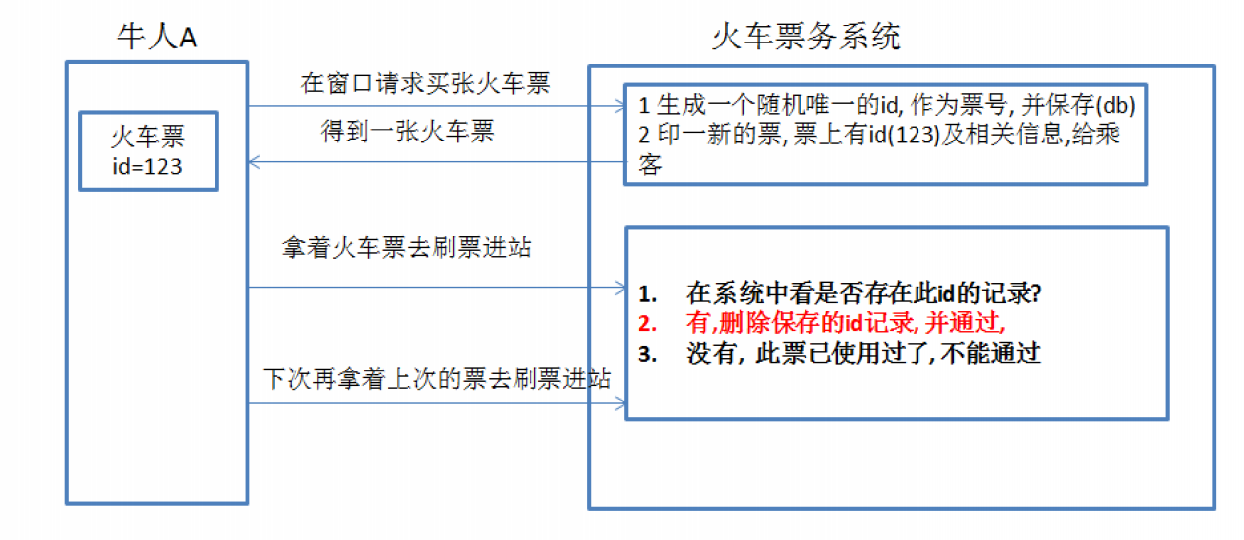 牛人A
火车票务系统
在窗口请求买张火车票
1 生成一个随机唯一的id, 作为票号, 并保存(db)
2 印一新的票, 票上有id(123)及相关信息,给乘
客
得到一张火车票
火车票
id=123
拿着火车票去刷票进站
1. 在系统中看是否存在此id的记录?
2. 有,删除保存的id记录, 并通过,
3. 没有, 此票已使用过了, 不能通过
下次再拿着上次的票去刷票进站